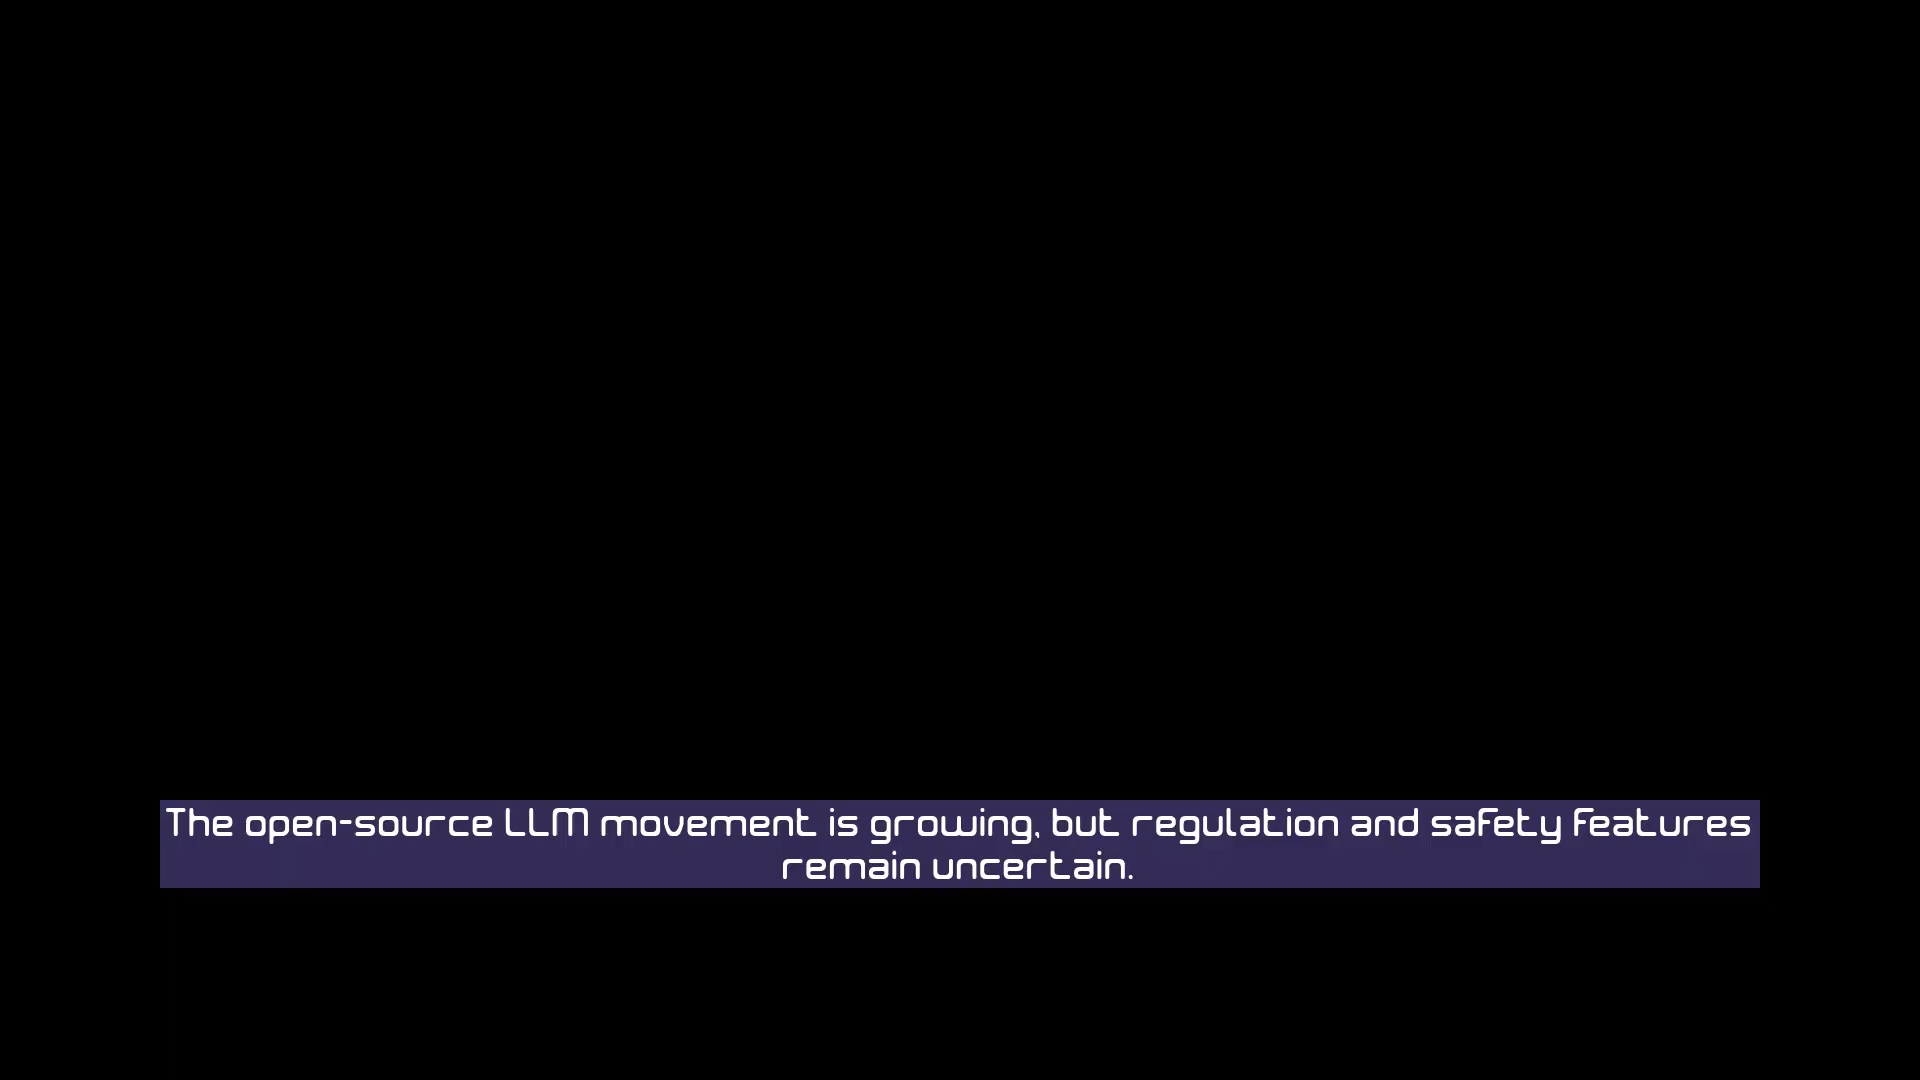 The open-source LLM movement is growing, but regulation and safety features
remain uncertain.